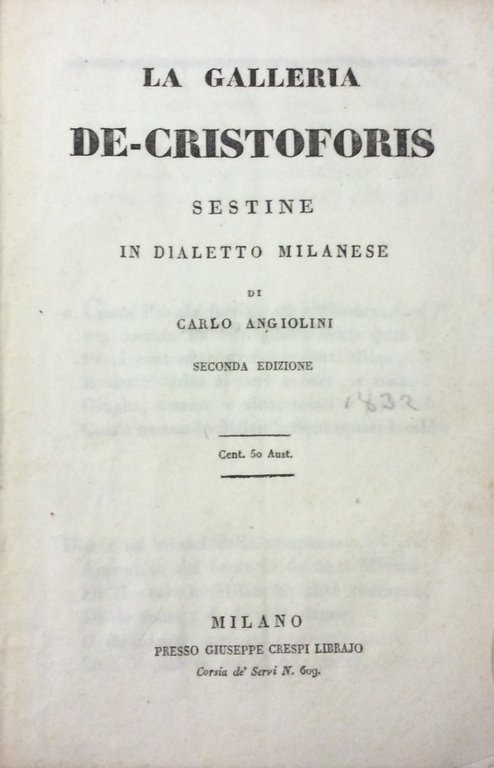 LA GALLERIA
DE-CRISTOFORIS
SESTINE
IN DIALETTO MILANESE
DI
CARLO ANGIOLINI
SECONDA EDIZIONE
1832
Cent. 50 Aust.
MILANO
PRESSO GIUSEPPE CRESPI LIBRAJO
Corsia de' Servi N. 609.